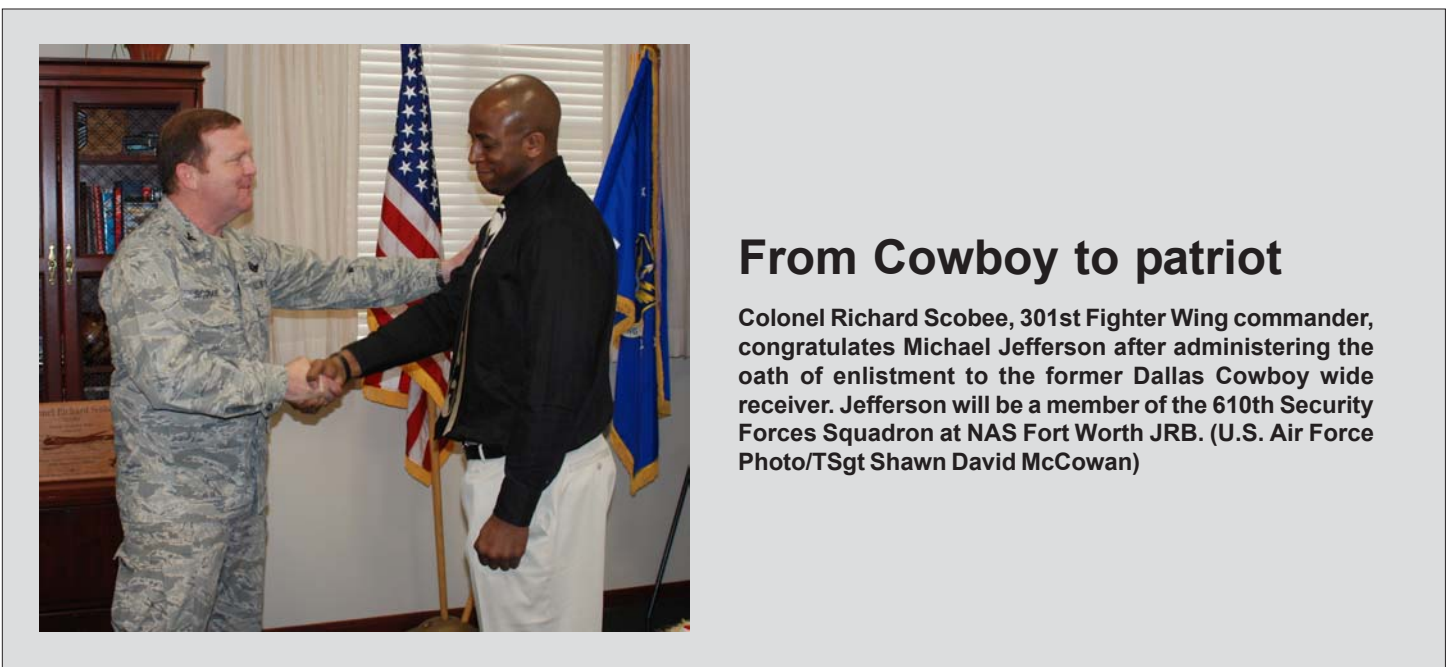 From Cowboy to patriot
Colonel Richard Scobee, 301st Fighter Wing commander,
congratulates Michael Jefferson after administering the
oath of enlistment to the former Dallas Cowboy wide
receiver. Jefferson will be a member of the 610th Security
Forces Squadron at NAS Fort Worth JRB. (U.S. Air Force
Photo/TSgt Shawn David McCowan)